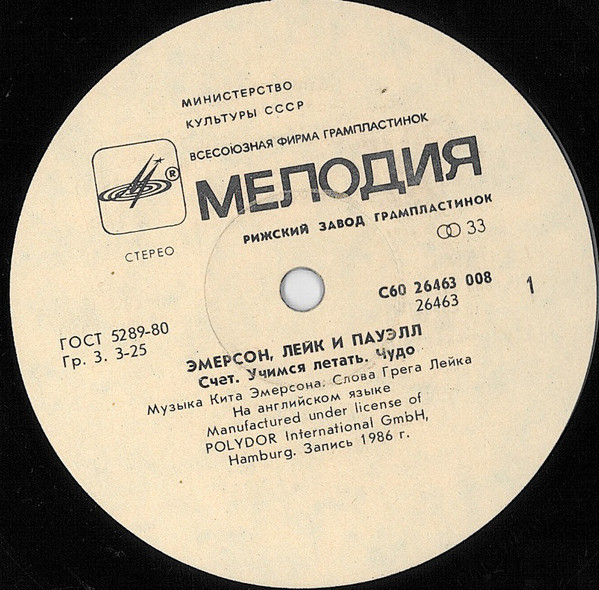 МИНИСТЕРСТВО
КУЛЬТУРЫ СССР
ВСЕСОЮЗНАЯ ФИРМА ГРАМПЛАСТИНОК
®
МЕЛОДИЯ
РИЖСКИЙ ЗАВОД ГРАМПЛАСТИНОК
СТЕРЕО
33
С60 26463 008
26463
1
ГОСТ 5289-80
Гр. 3. 3-25
ЭМЕРСОН, ЛЕЙК И ПАУЭЛЛ
Счет. Учимся летать. Чудо
Музыка Кита Эмерсона. Слова Грега Лейка
На английском языке
Manufactured under license of
POLYDOR International GmbH,
Hamburg. Запись 1986 г.